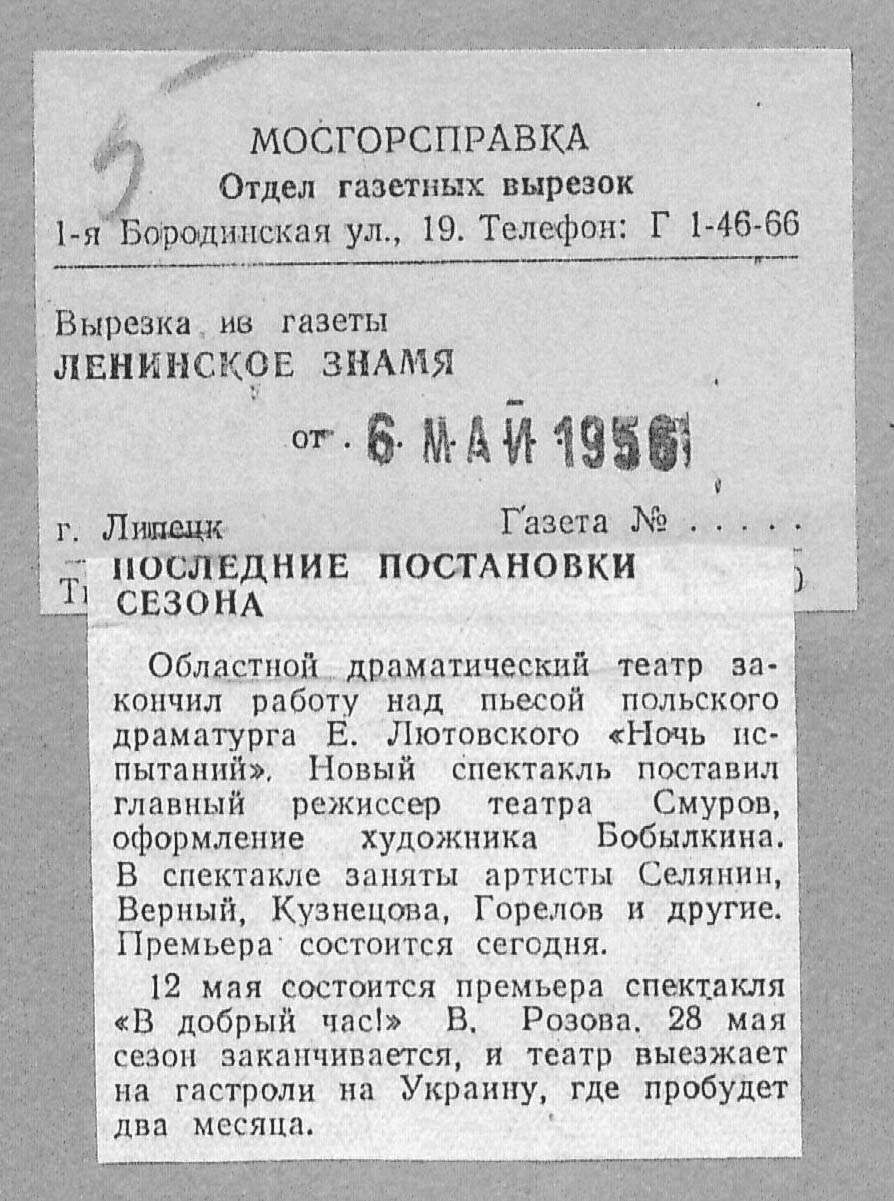 5
МОСГОРСПРАВКА
Отдел газетных вырезок
1-я Бородинская ул., 19. Телефон: Г 1-46-66
Вырезка из газеты
ЛЕНИНСКОЕ ЗНАМЯ
от . 6 МАЙ 1956
г. Липецк Газета № . . . . .
ПОСЛЕДНИЕ ПОСТАНОВКИ
СЕЗОНА
Областной драматический театр за-
кончил работу над пьесой польского
драматурга Е. Лютовского «Ночь ис-
пытаний». Новый спектакль поставил
главный режиссер театра Смуров,
оформление художника Бобылкина.
В спектакле заняты артисты Селянин,
Верный, Кузнецова, Горелов и другие.
Премьера состоится сегодня.
12 мая состоится премьера спектакля
«В добрый час!» В. Розова. 28 мая
сезон заканчивается, и театр выезжает
на гастроли на Украину, где пробудет
два месяца.